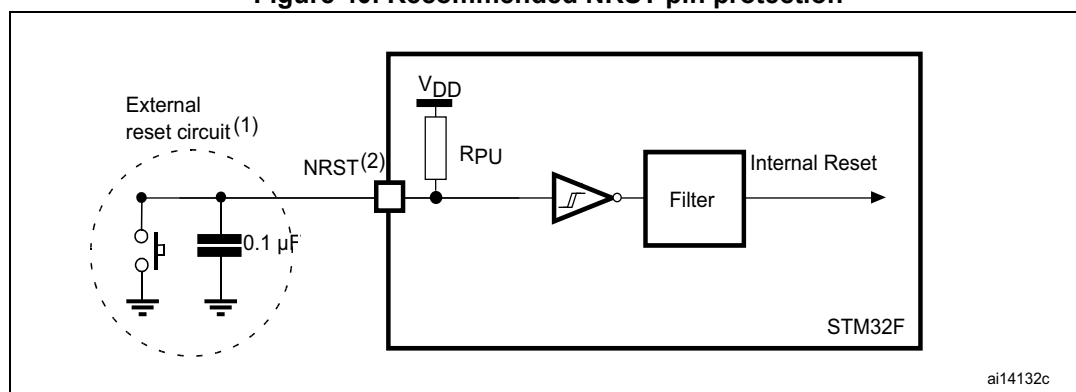 Figure 40. Recommended NRST pin protection
VDD
External
reset circuit(1)
NRST(2)
RPU
Internal Reset
Filter
0.1 µF
STM32F
ai14132c